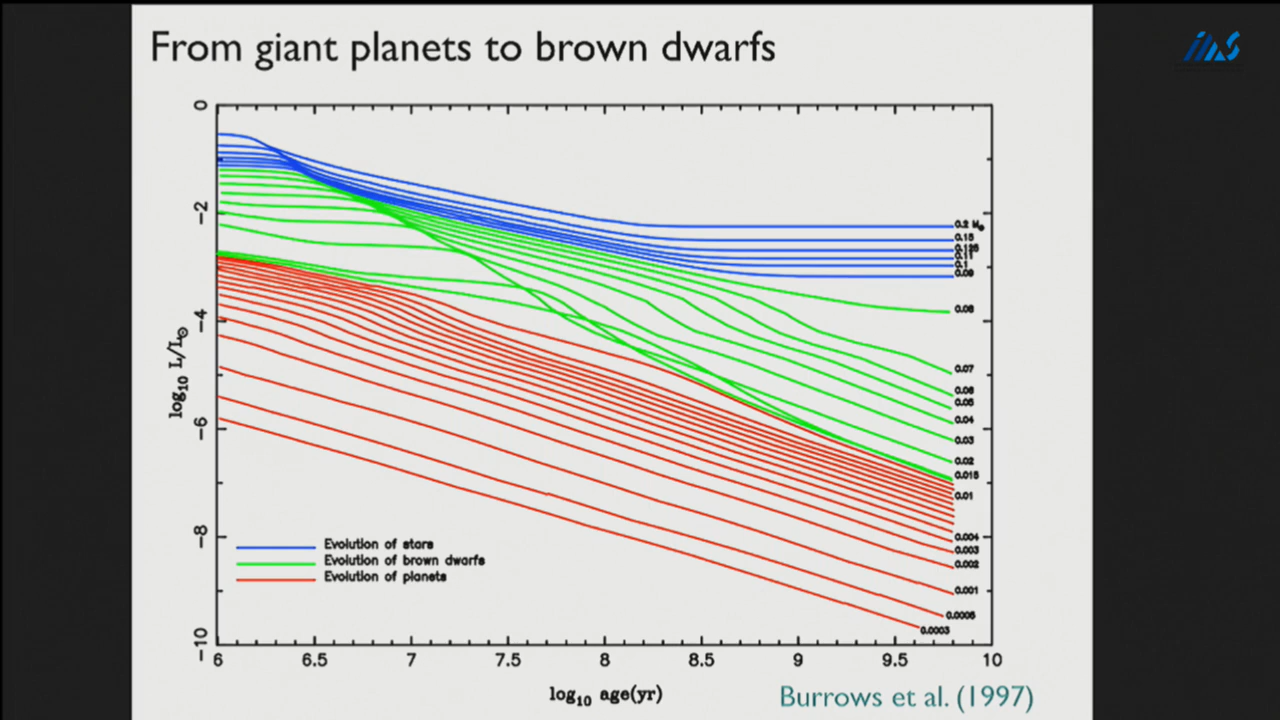 From giant planets to brown dwarfs
0
−2
−4
−6
−8
−10
log10 L/L⊙
0.2 M⊙
0.15
0.125
0.11
0.1
0.09
0.08
0.07
0.06
0.05
0.04
0.03
0.02
0.015
0.01
0.004
0.003
0.002
0.001
0.0003
Evolution of stars
Evolution of brown dwarfs
Evolution of planets
6 6.5 7 7.5 8 8.5 9 9.5 10
log10 age(yr)
Burrows et al. (1997)